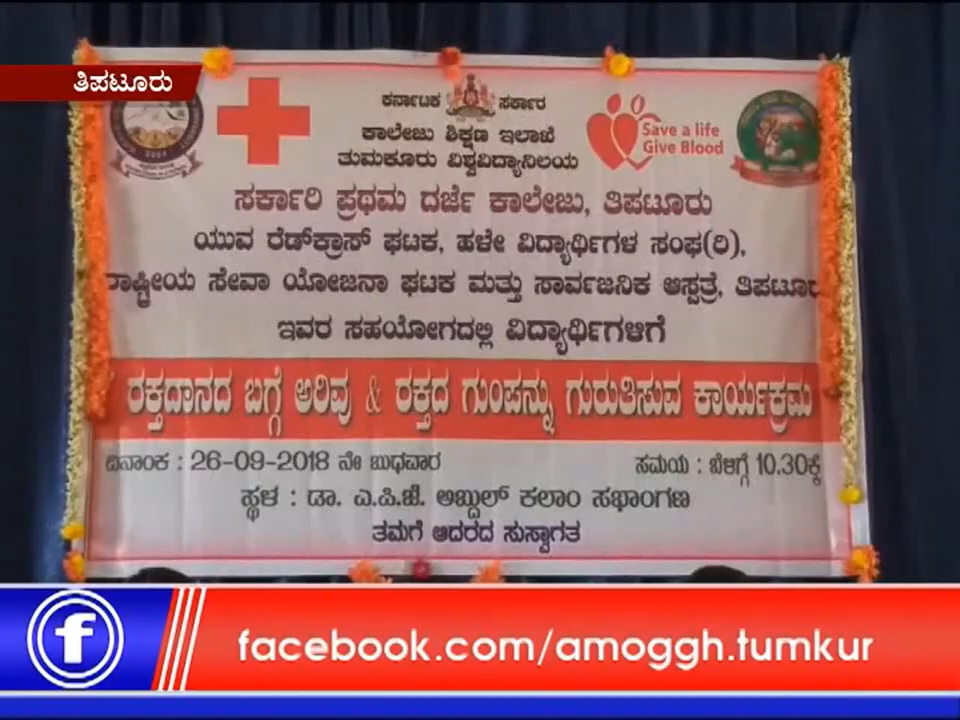 ತಿಪಟೂರು
ಕರ್ನಾಟಕ ಸರ್ಕಾರ
ಕಾಲೇಜು ಶಿಕ್ಷಣ ಇಲಾಖೆ
ತುಮಕೂರು ವಿಶ್ವವಿದ್ಯಾನಿಲಯ
Save a life
Give Blood
ಸರ್ಕಾರಿ ಪ್ರಥಮ ದರ್ಜೆ ಕಾಲೇಜು, ತಿಪಟೂರು
ಯುವ ರೆಡ್‌ಕ್ರಾಸ್ ಘಟಕ, ಹಳೇ ವಿದ್ಯಾರ್ಥಿಗಳ ಸಂಘ(ರಿ),
ರಾಷ್ಟ್ರೀಯ ಸೇವಾ ಯೋಜನಾ ಘಟಕ ಮತ್ತು ಸಾರ್ವಜನಿಕ ಆಸ್ಪತ್ರೆ, ತಿಪಟೂರು
ಇವರ ಸಹಯೋಗದಲ್ಲಿ ವಿದ್ಯಾರ್ಥಿಗಳಿಗೆ
ರಕ್ತದಾನದ ಬಗ್ಗೆ ಅರಿವು & ರಕ್ತದ ಗುಂಪನ್ನು ಗುರುತಿಸುವ ಕಾರ್ಯಕ್ರಮ
ದಿನಾಂಕ : 26-09-2018 ನೇ ಬುಧವಾರ
ಸಮಯ : ಬೆಳಿಗ್ಗೆ 10.30ಕ್ಕೆ
ಸ್ಥಳ : ಡಾ. ಎ.ಪಿ.ಜೆ. ಅಬ್ದುಲ್ ಕಲಾಂ ಸಭಾಂಗಣ
ತಮಗೆ ಆದರದ ಸುಸ್ವಾಗತ
facebook.com/amoggh.tumkur